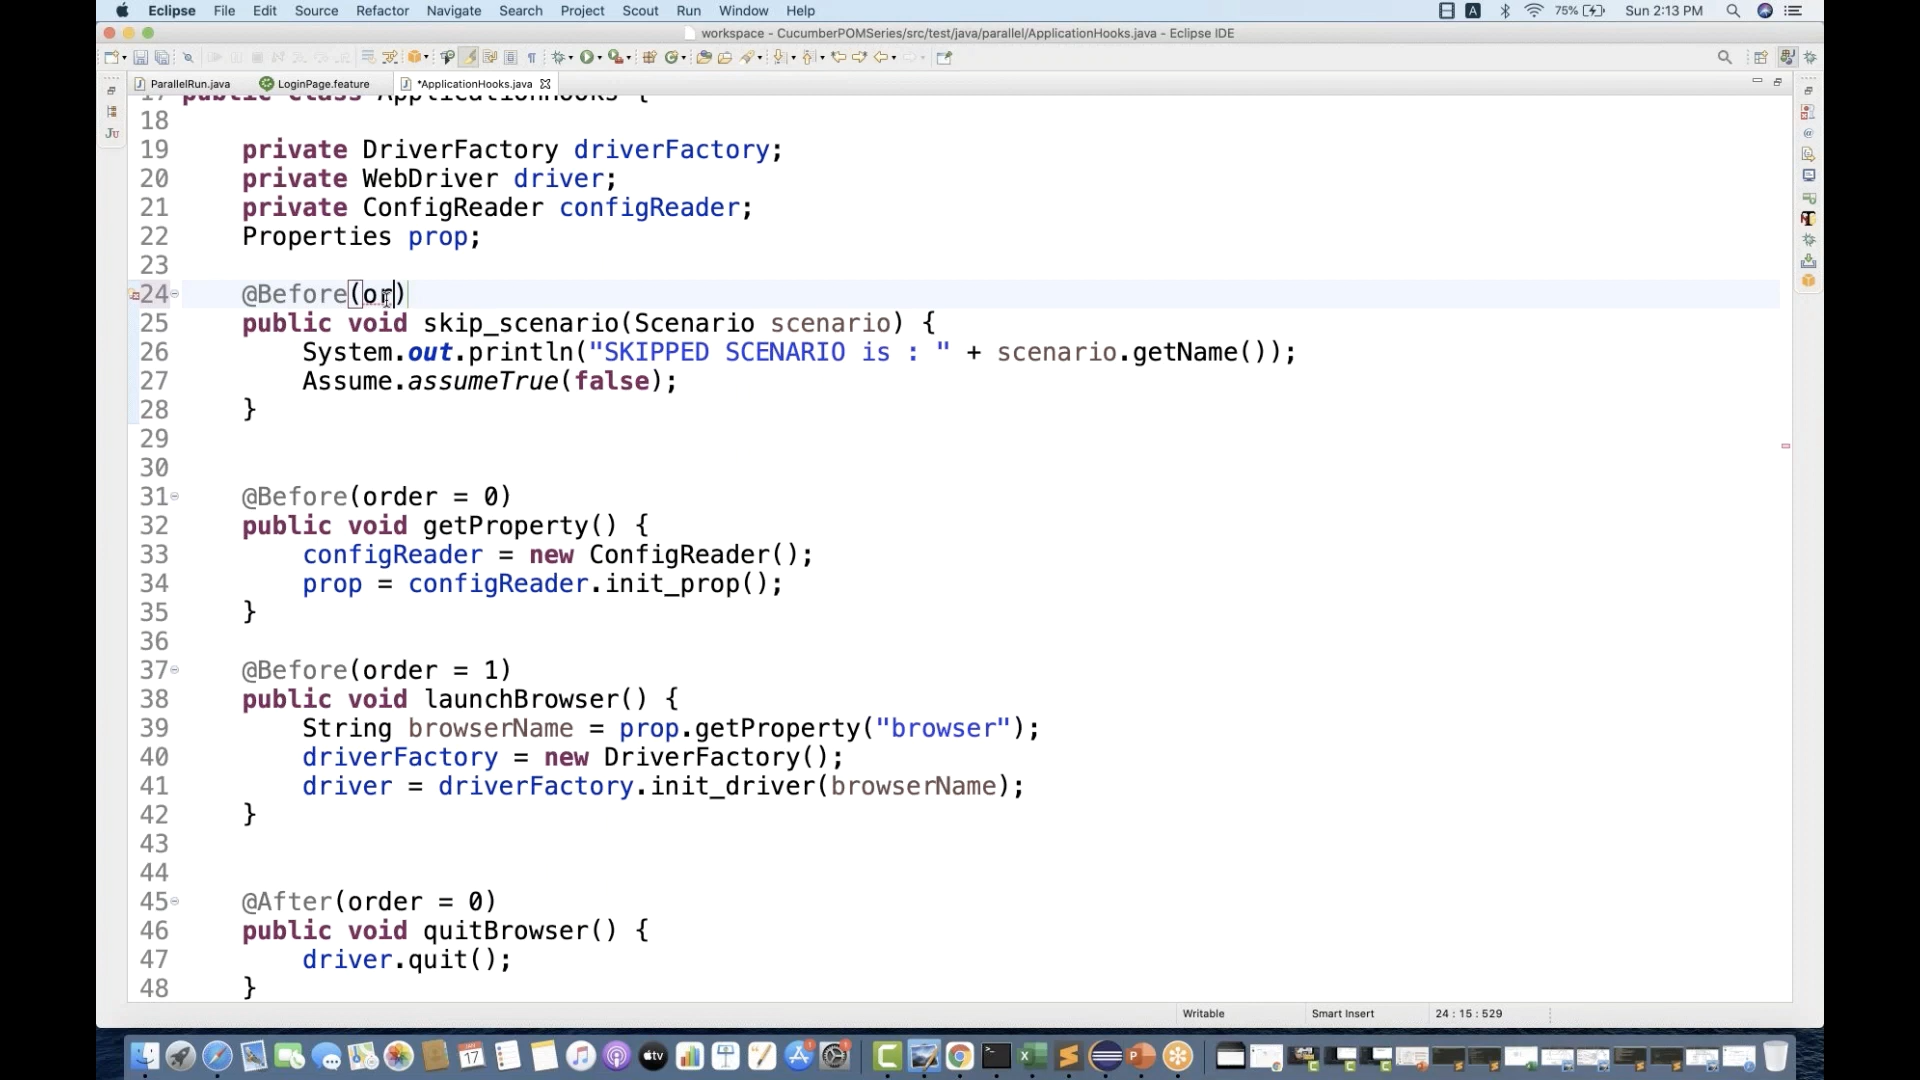 Eclipse File Edit Source Refactor Navigate Search Project Scout Run Window Help A 75% Sun 2:13 PM
workspace - CucumberPOMSeries/src/test/java/parallel/ApplicationHooks.java - Eclipse IDE
ParallelRun.java LoginPage.feature *ApplicationHooks.java
17 public class ApplicationHooks {
18
19 private DriverFactory driverFactory;
20 private WebDriver driver;
21 private ConfigReader configReader;
22 Properties prop;
23
24 @Before(or)
25 public void skip_scenario(Scenario scenario) {
26 System.out.println("SKIPPED SCENARIO is : " + scenario.getName());
27 Assume.assumeTrue(false);
28 }
29
30
31 @Before(order = 0)
32 public void getProperty() {
33 configReader = new ConfigReader();
34 prop = configReader.init_prop();
35 }
36
37 @Before(order = 1)
38 public void launchBrowser() {
39 String browserName = prop.getProperty("browser");
40 driverFactory = new DriverFactory();
41 driver = driverFactory.init_driver(browserName);
42 }
43
44
45 @After(order = 0)
46 public void quitBrowser() {
47 driver.quit();
48 }
Writable Smart Insert 24 : 15 : 529
17
tv